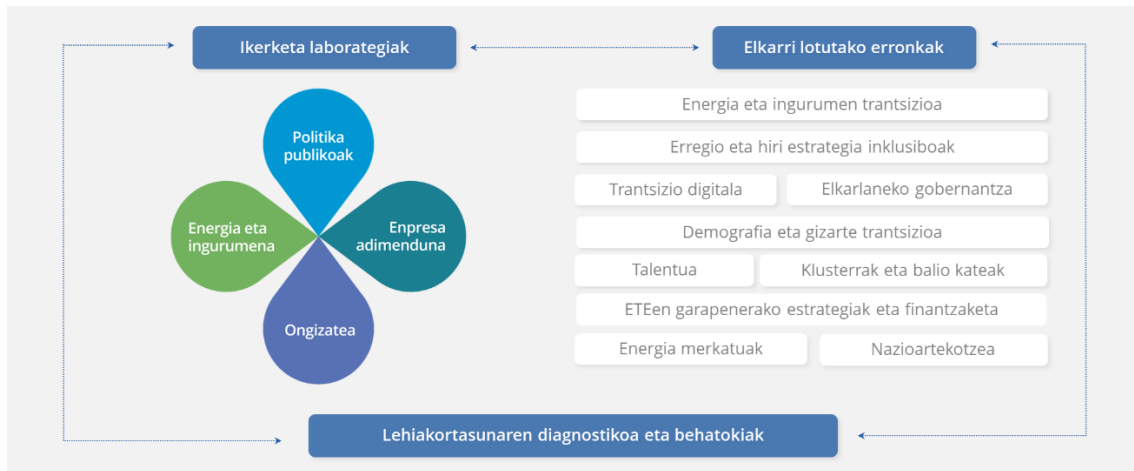 Ikerketa laborategiak
Elkarri lotutako erronkak
Politika
publikoak
Energia eta
ingurumena
Enpresa
adimenduna
Ongizatea
Energia eta ingurumen trantsizioa
Erregio eta hiri estrategia inklusiboak
Trantsizio digitala
Elkarlaneko gobernantza
Demografia eta gizarte trantsizioa
Talentua
Klusterrak eta balio kateak
ETEen garapenerako estrategiak eta finantzaketa
Energia merkatuak
Nazioartekotzea
Lehiakortasunaren diagnostikoa eta behatokiak